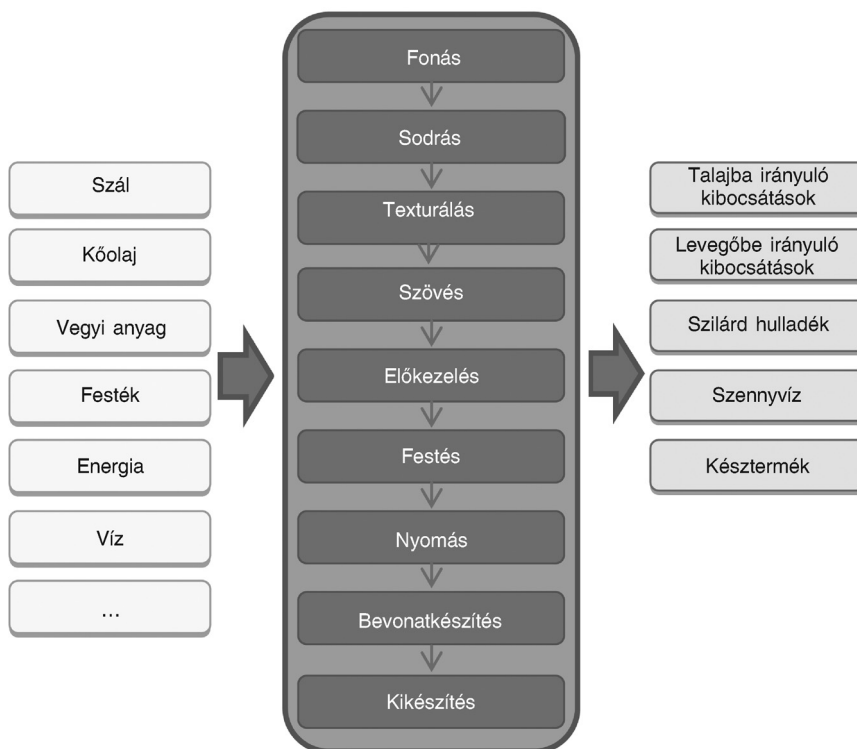 Szál
Kőolaj
Vegyi anyag
Festék
Energia
Víz
...
Fonás
Sodrás
Texturálás
Szövés
Előkezelés
Festés
Nyomás
Bevonatkészítés
Kikészítés
Talajba irányuló
kibocsátások
Levegőbe irányuló
kibocsátások
Szilárd hulladék
Szennyvíz
Késztermék